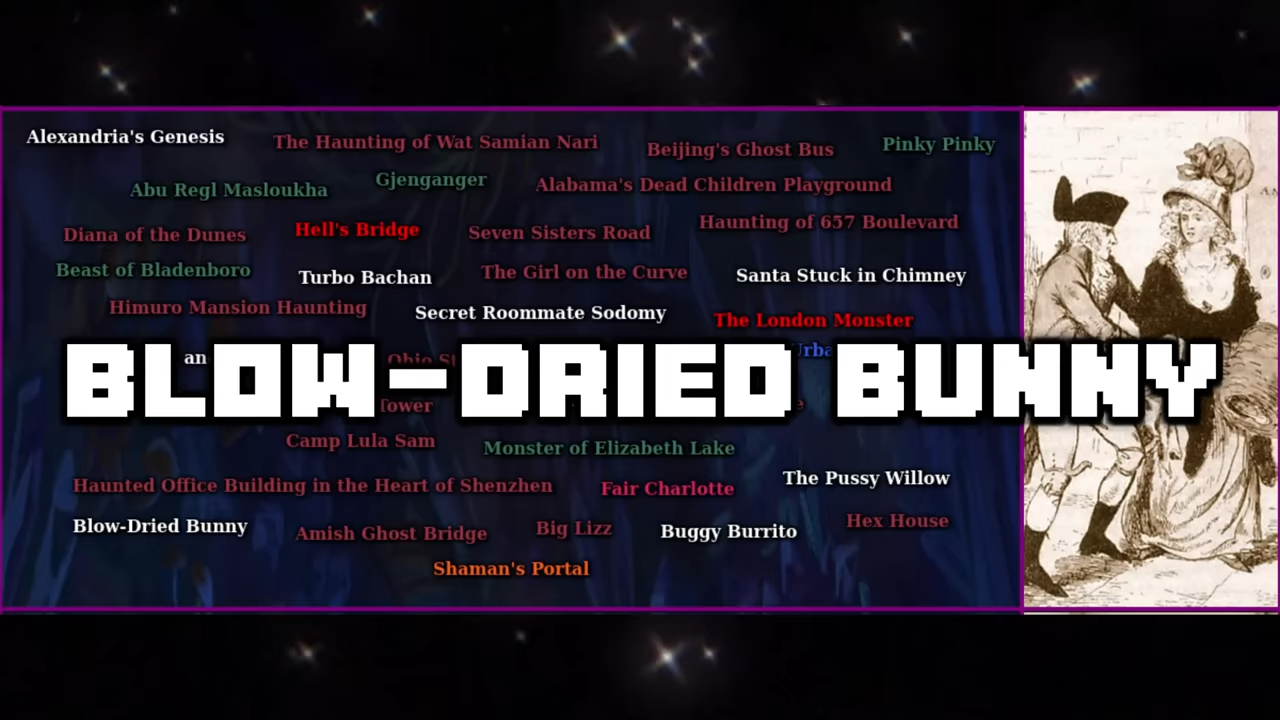 Alexandria's Genesis
The Haunting of Wat Samian Nari
Beijing's Ghost Bus
Pinky Pinky
Abu Regl Masloukha
Gjenganger
Alabama's Dead Children Playground
Diana of the Dunes
Hell's Bridge
Seven Sisters Road
Haunting of 657 Boulevard
Beast of Bladenboro
Turbo Bachan
The Girl on the Curve
Santa Stuck in Chimney
Himuro Mansion Haunting
Secret Roommate Sodomy
The London Monster
BLOW-DRIED BUNNY
Camp Lula Sam
Monster of Elizabeth Lake
Haunted Office Building in the Heart of Shenzhen
Fair Charlotte
The Pussy Willow
Blow-Dried Bunny
Amish Ghost Bridge
Big Lizz
Buggy Burrito
Hex House
Shaman's Portal